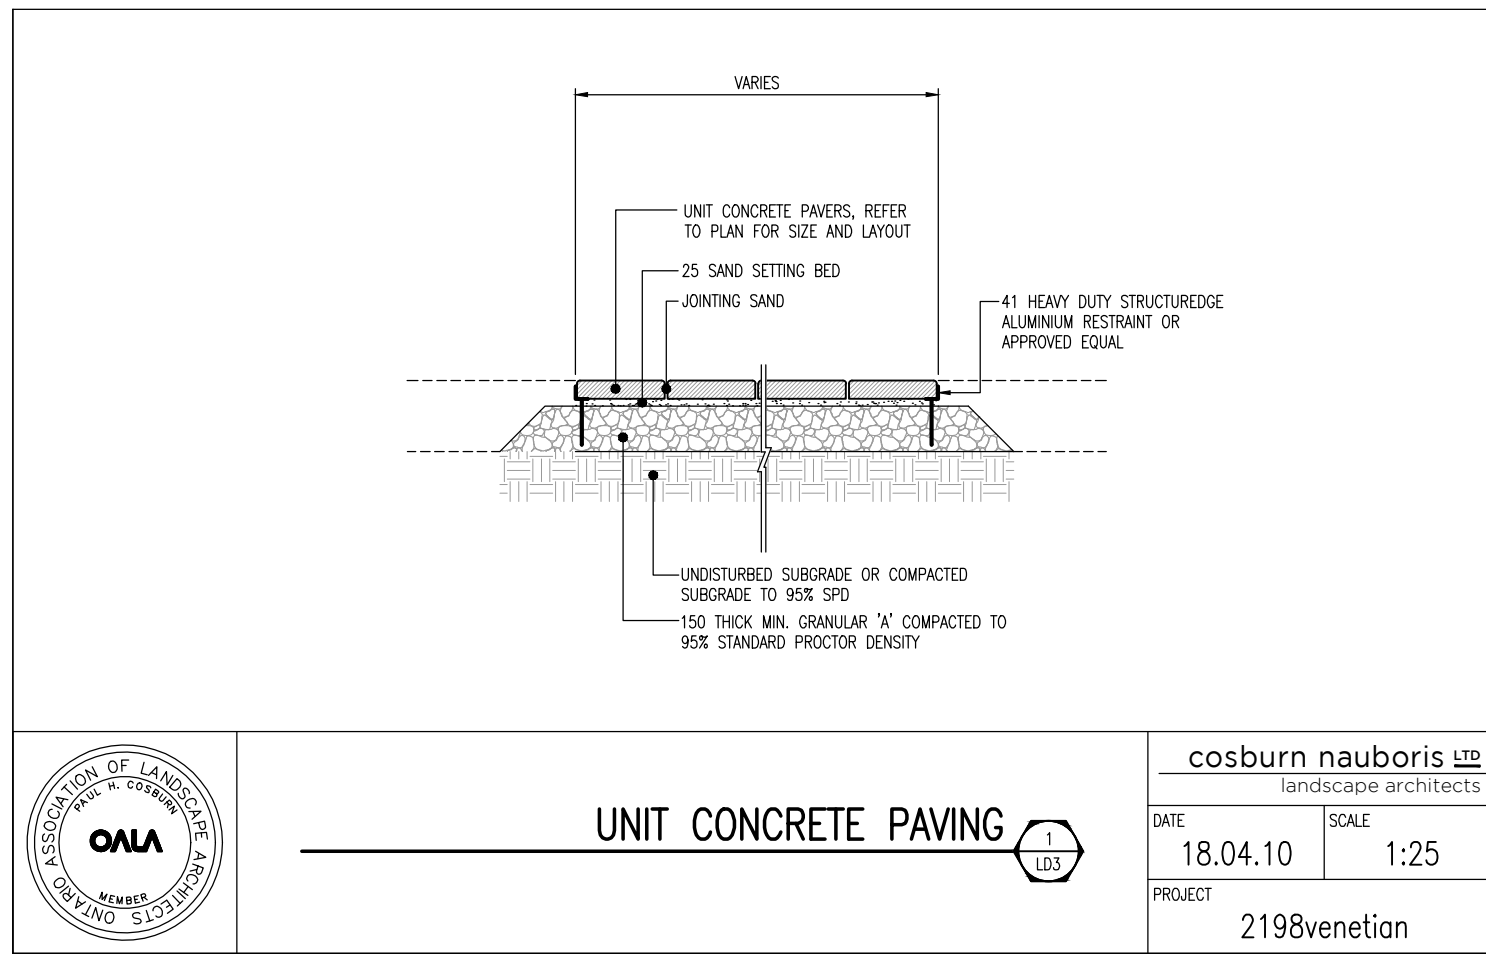 VARIES
UNIT CONCRETE PAVERS, REFER
TO PLAN FOR SIZE AND LAYOUT
25 SAND SETTING BED
JOINTING SAND
41 HEAVY DUTY STRUCTUREDGE
ALUMINIUM RESTRAINT OR
APPROVED EQUAL
UNDISTURBED SUBGRADE OR COMPACTED
SUBGRADE TO 95% SPD
150 THICK MIN. GRANULAR 'A' COMPACTED TO
95% STANDARD PROCTOR DENSITY
ONTARIO ASSOCIATION OF LANDSCAPE ARCHITECTS
PAUL H. COSBURN
OALA
MEMBER
UNIT CONCRETE PAVING
1
LD3
cosburn nauboris LTD
landscape architects
DATE
18.04.10
SCALE
1:25
PROJECT
2198venetian